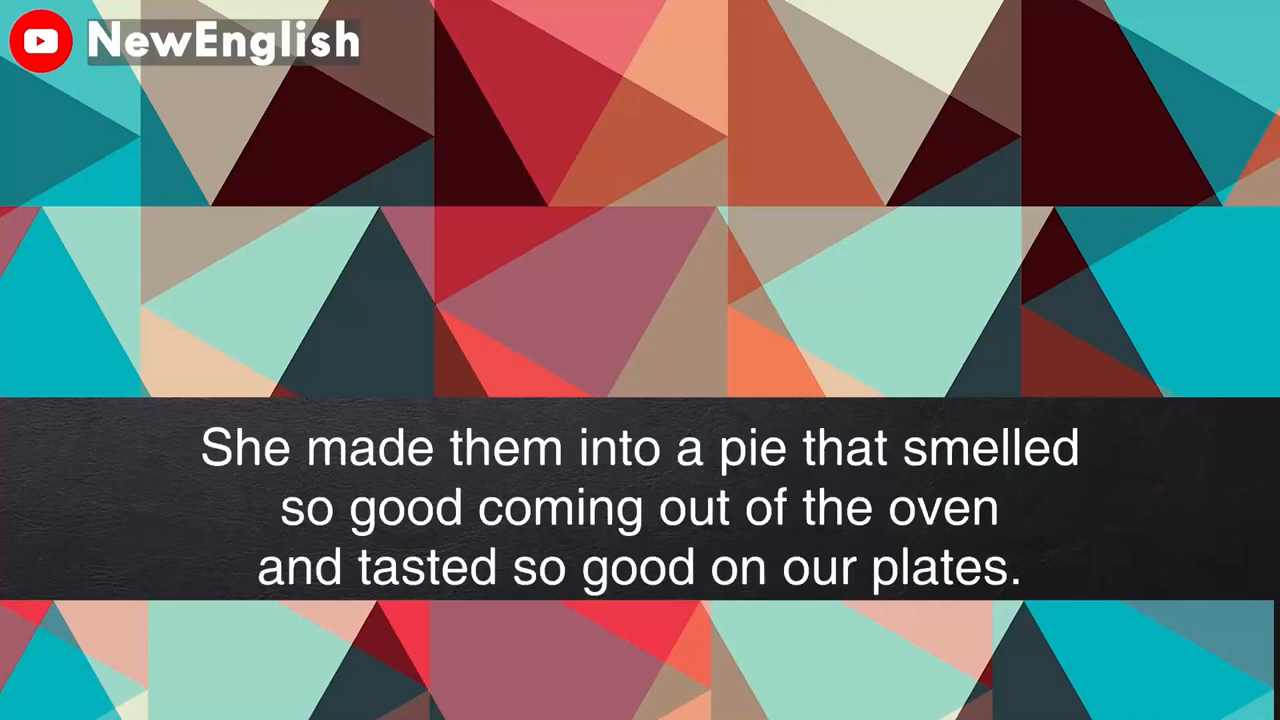 NewEnglish
She made them into a pie that smelled
so good coming out of the oven
and tasted so good on our plates.